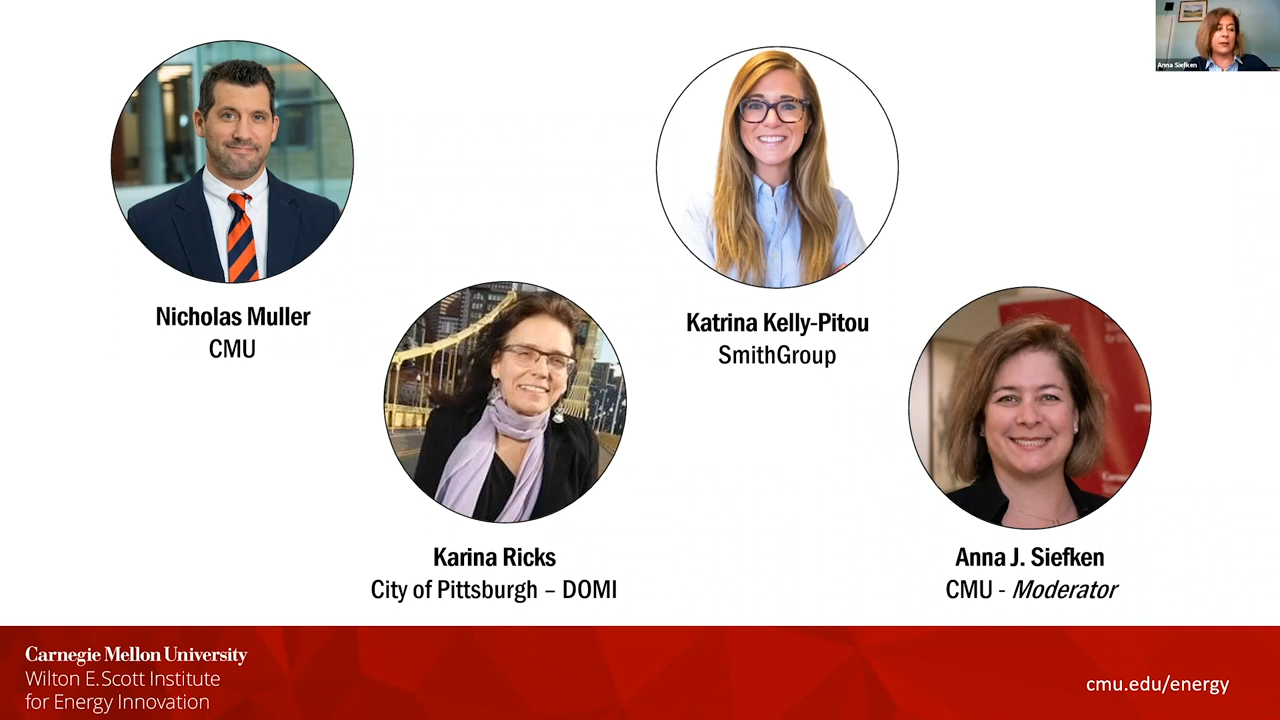 Anna Siefken
Nicholas Muller
CMU
Katrina Kelly-Pitou
SmithGroup
Karina Ricks
City of Pittsburgh – DOMI
Anna J. Siefken
CMU - Moderator
Carnegie Mellon University
Wilton E. Scott Institute
for Energy Innovation
cmu.edu/energy